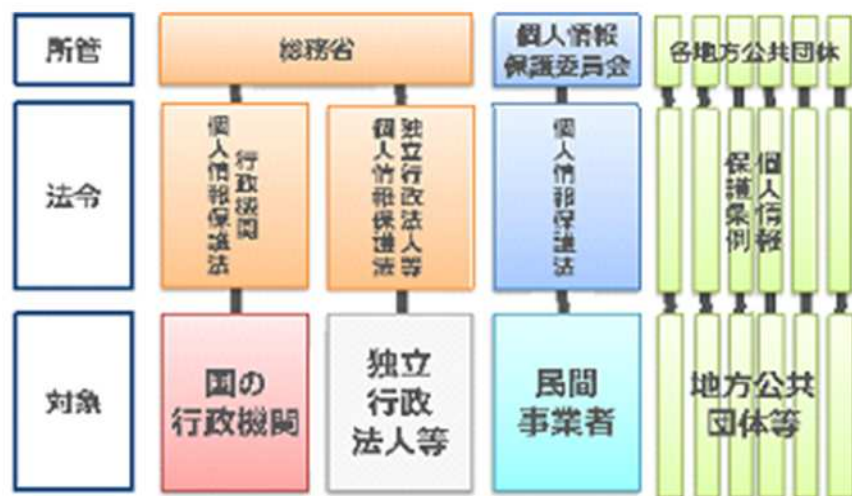 所管
総務省
個人情報
保護委員会
各地方公共団体
法令
行政機関
個人情報保護法
独立行政法人等
個人情報保護法
個人情報保護法
個人情報
保護条例
対象
国の
行政機関
独立
行政
法人等
民間
事業者
地方公共
団体等